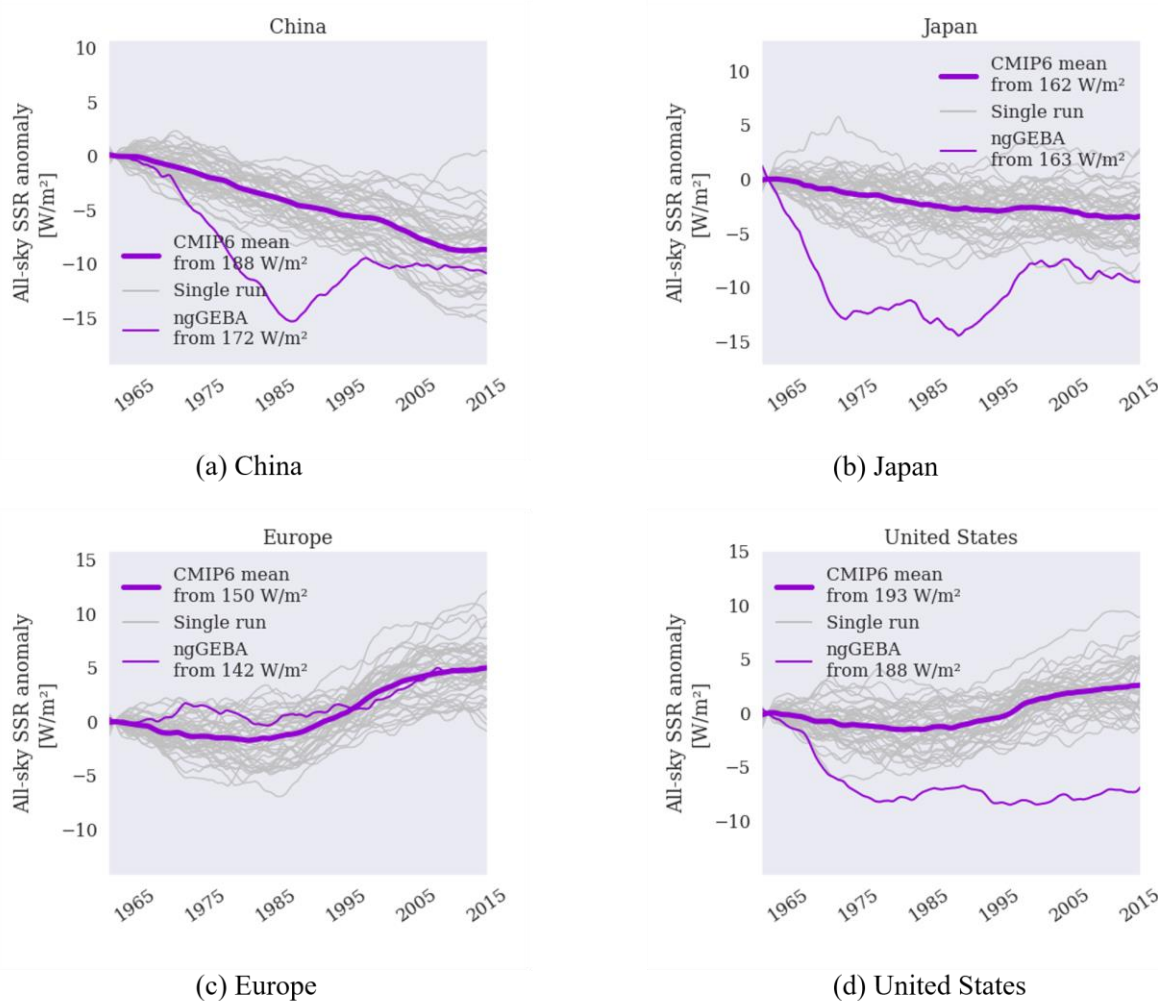 China
10
5
0
−5
−10
−15
All-sky SSR anomaly
[W/m²]
CMIP6 mean
from 188 W/m²
Single run
ngGEBA
from 172 W/m²
1965
1975
1985
1995
2005
2015
(a) China
Japan
10
5
0
−5
−10
−15
All-sky SSR anomaly
[W/m²]
CMIP6 mean
from 162 W/m²
Single run
ngGEBA
from 163 W/m²
1965
1975
1985
1995
2005
2015
(b) Japan
Europe
15
10
5
0
−5
−10
All-sky SSR anomaly
[W/m²]
CMIP6 mean
from 150 W/m²
Single run
ngGEBA
from 142 W/m²
1965
1975
1985
1995
2005
2015
(c) Europe
United States
15
10
5
0
−5
−10
All-sky SSR anomaly
[W/m²]
CMIP6 mean
from 193 W/m²
Single run
ngGEBA
from 188 W/m²
1965
1975
1985
1995
2005
2015
(d) United States